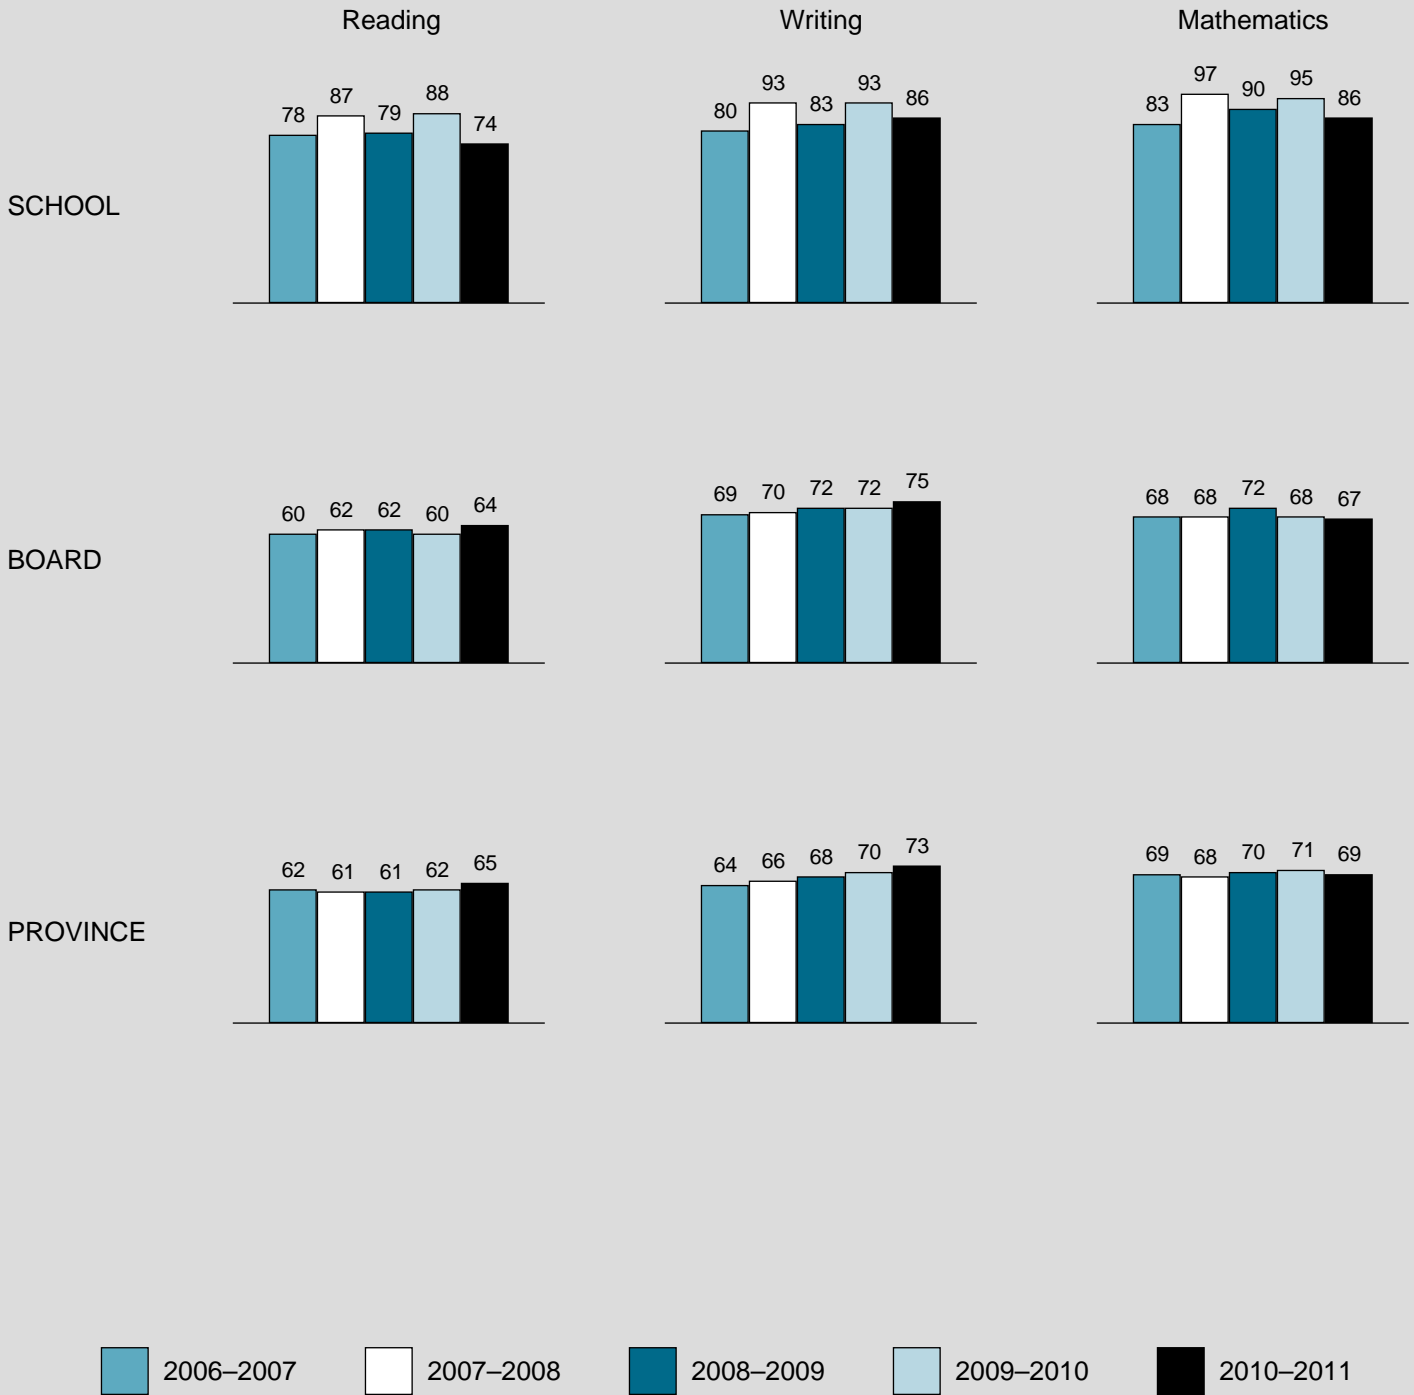 Reading Writing Mathematics
SCHOOL
78 87 79 88 74
80 93 83 93 86
83 97 90 95 86
BOARD
60 62 62 60 64
69 70 72 72 75
68 68 72 68 67
PROVINCE
62 61 61 62 65
64 66 68 70 73
69 68 70 71 69
2006–2007 2007–2008 2008–2009 2009–2010 2010–2011